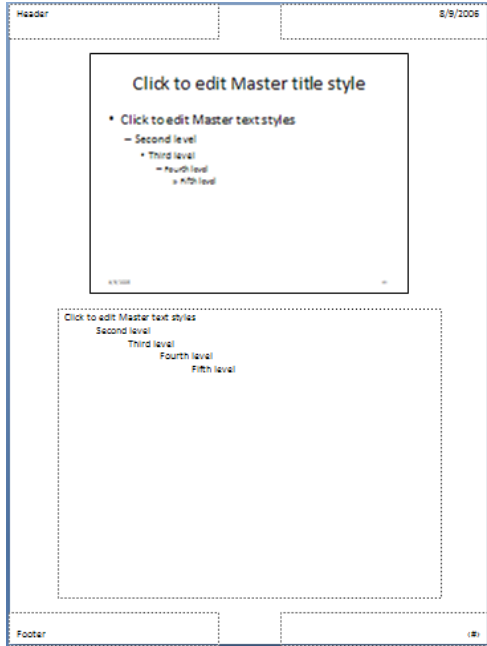 Header
8/9/2006
Click to edit Master title style
• Click to edit Master text styles
– Second level
• Third level
– Fourth level
» Fifth level
Click to edit Master text styles
Second level
Third level
Fourth level
Fifth level
Footer
(#)